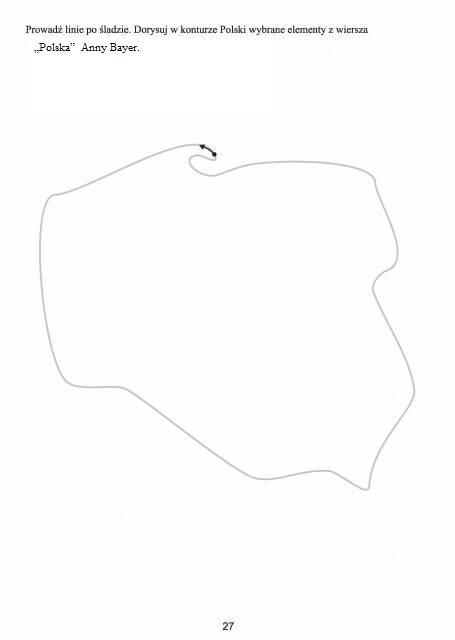 Prowadź linie po śladzie. Dorysuj w konturze Polski wybrane elementy z wiersza
„Polska” Anny Bayer.
27